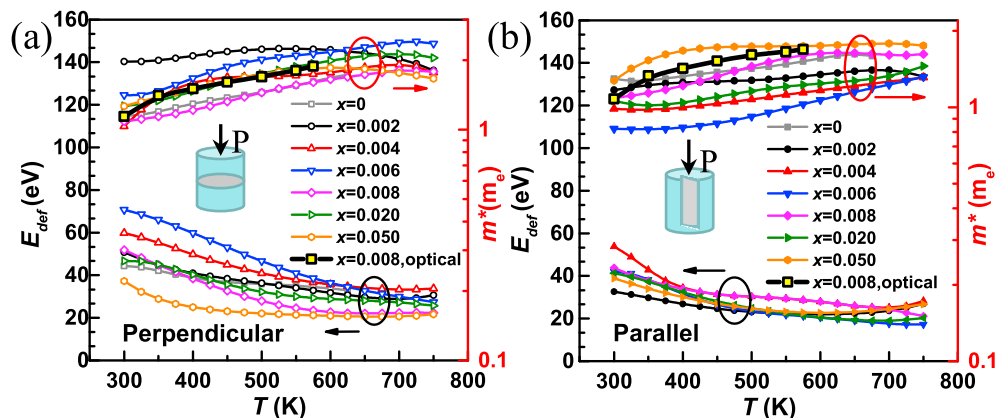 (a)
160
140
120
100
80
60
40
20
0
E_def (eV)
P
x=0
x=0.002
x=0.004
x=0.006
x=0.008
x=0.020
x=0.050
x=0.008,optical
Perpendicular
1
0.1
m*(m_e)
300 400 500 600 700 800
T (K)
(b)
160
140
120
100
80
60
40
20
0
E_def (eV)
P
x=0
x=0.002
x=0.004
x=0.006
x=0.008
x=0.020
x=0.050
x=0.008,optical
Parallel
1
0.1
m*(m_e)
300 400 500 600 700 800
T (K)